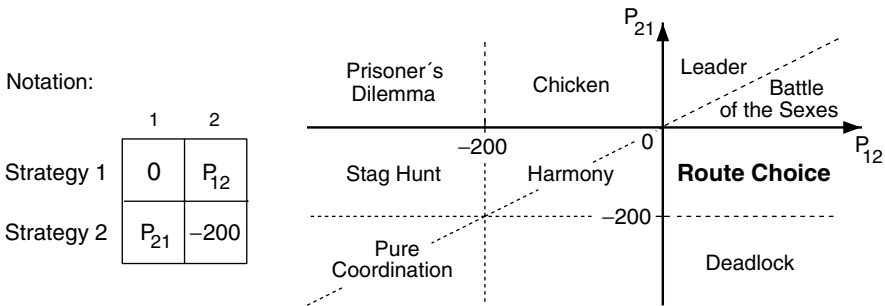 Notation:
1 2
Strategy 1 0 P12
Strategy 2 P21 −200
P21
Prisoner´s
Dilemma
Chicken
Leader
Battle
of the Sexes
−200
0
P12
Stag Hunt
Harmony
Route Choice
−200
Pure
Coordination
Deadlock